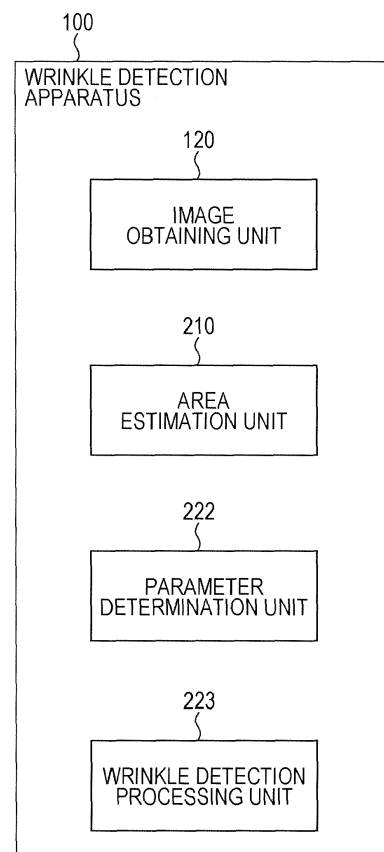 100
WRINKLE DETECTION
APPARATUS
120
IMAGE
OBTAINING UNIT
210
AREA
ESTIMATION UNIT
222
PARAMETER
DETERMINATION UNIT
223
WRINKLE DETECTION
PROCESSING UNIT